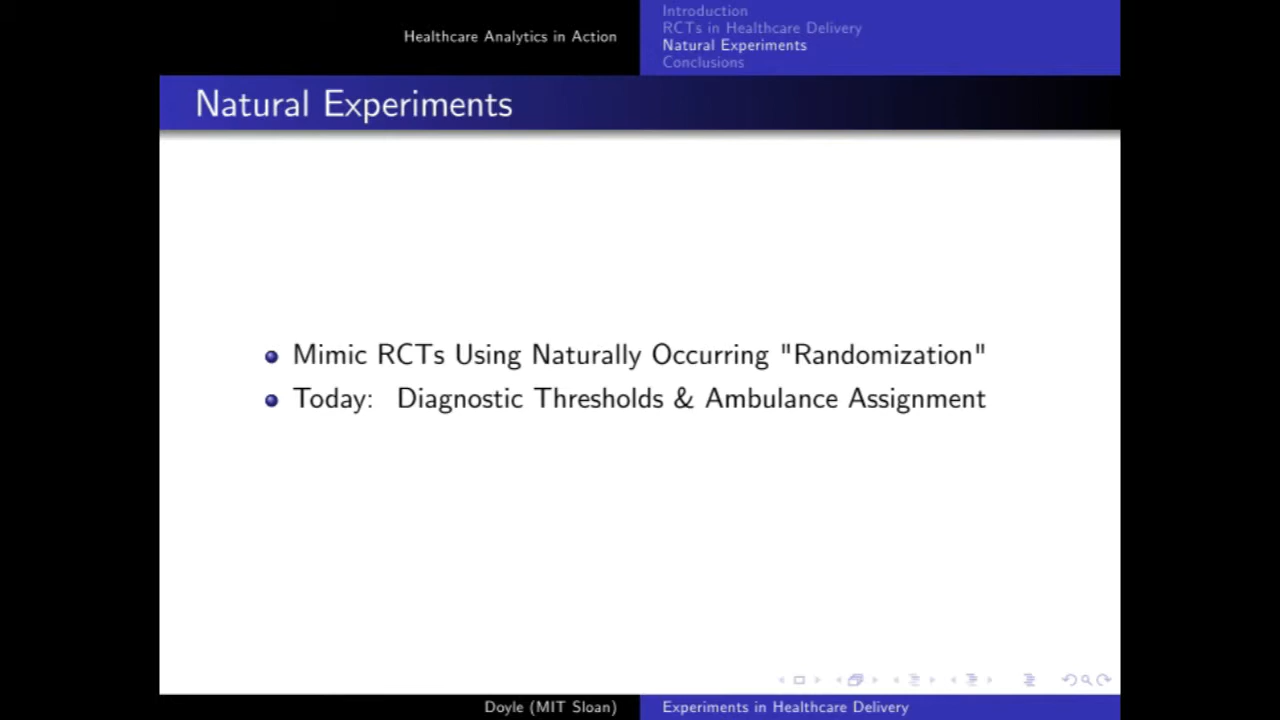 Healthcare Analytics in Action
Introduction
RCTs in Healthcare Delivery
Natural Experiments
Conclusions
Natural Experiments
Mimic RCTs Using Naturally Occurring "Randomization"
Today: Diagnostic Thresholds & Ambulance Assignment
Doyle (MIT Sloan)
Experiments in Healthcare Delivery